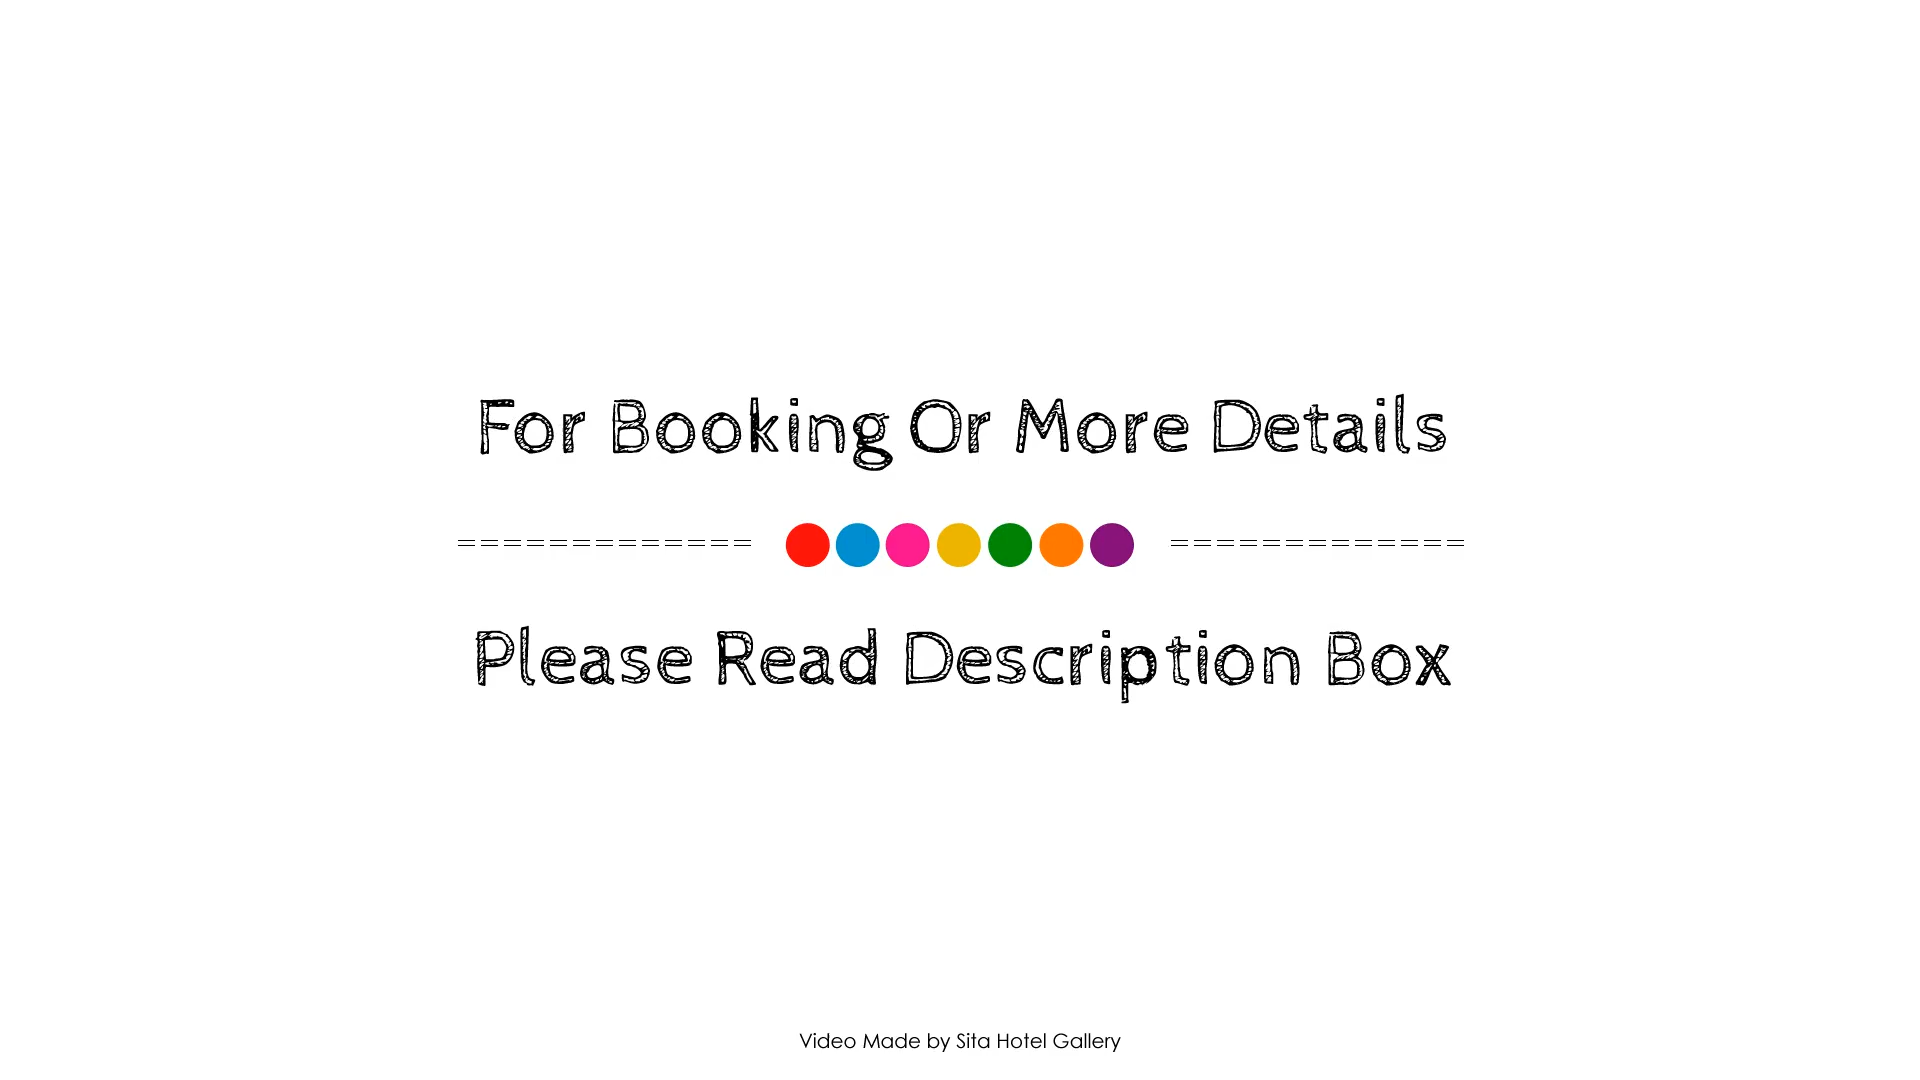 For Booking Or More Details
============= =============
Please Read Description Box
Video Made by Sita Hotel Gallery